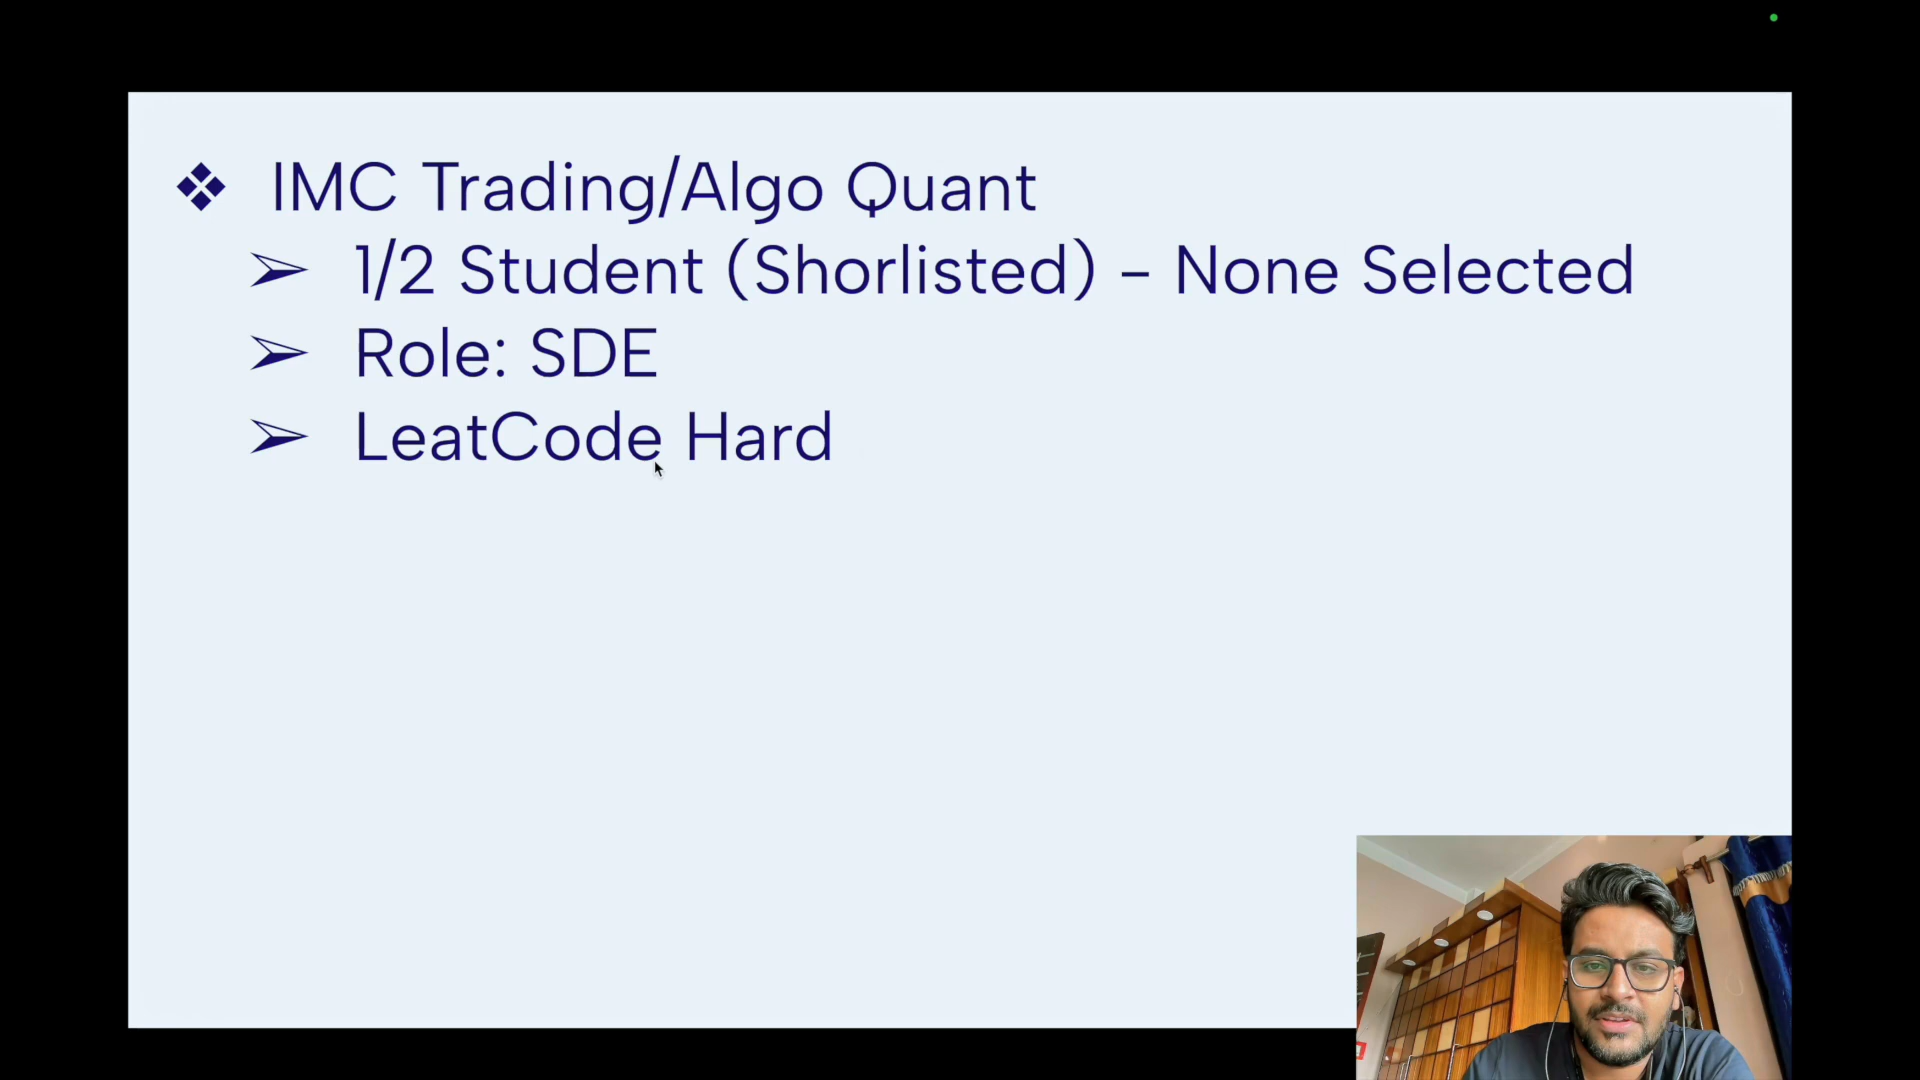 IMC Trading/Algo Quant
1/2 Student (Shorlisted) – None Selected
Role: SDE
LeatCode Hard